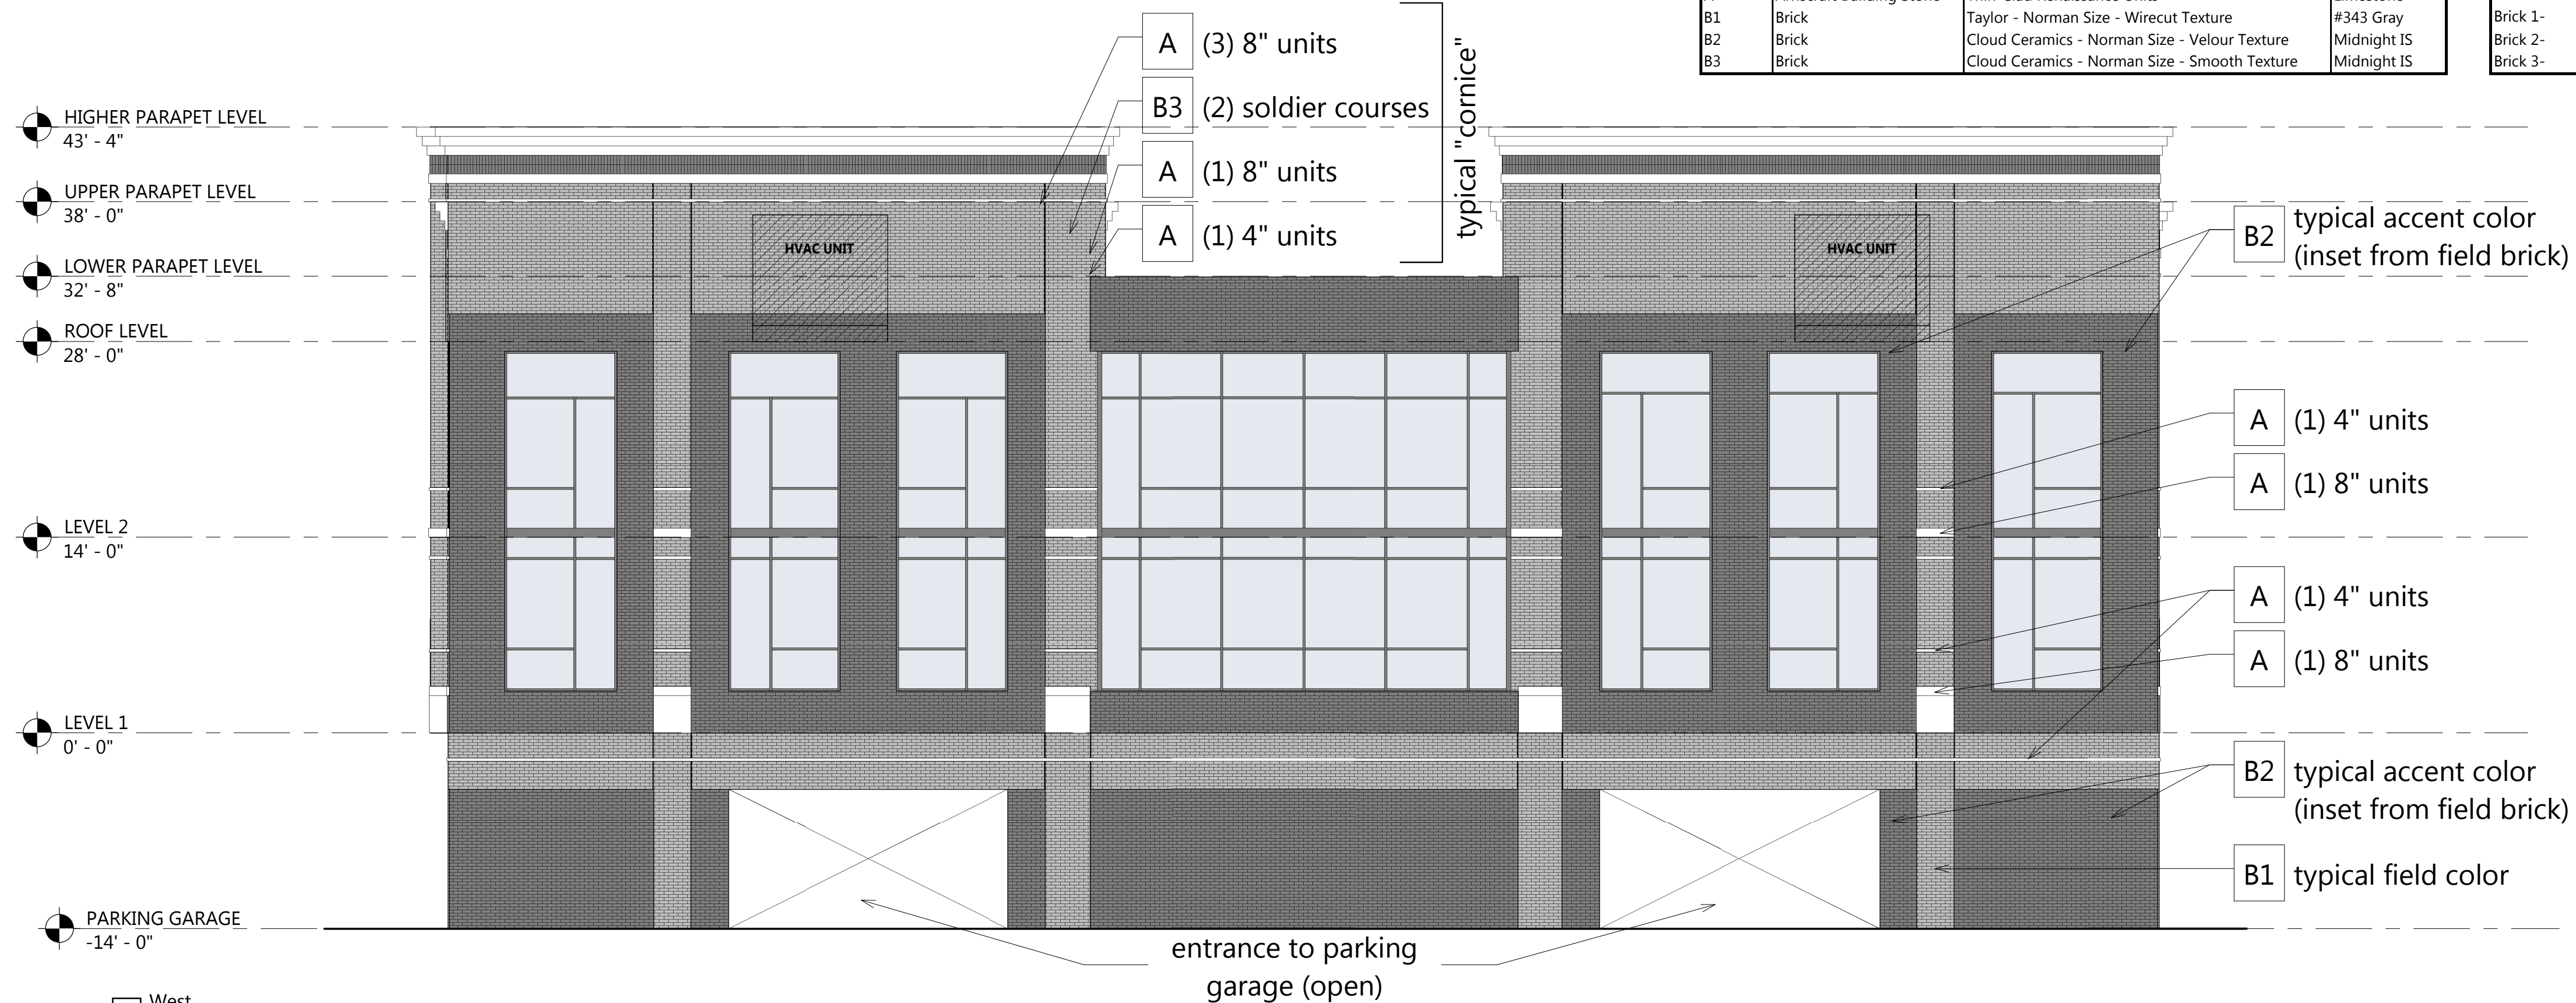 B1 Brick Taylor - Norman Size - Wirecut Texture #343 Gray
B2 Brick Cloud Ceramics - Norman Size - Velour Texture Midnight IS
B3 Brick Cloud Ceramics - Norman Size - Smooth Texture Midnight IS
Brick 1-
Brick 2-
Brick 3-
A (3) 8" units
B3 (2) soldier courses
A (1) 8" units
A (1) 4" units
typical "cornice"
HIGHER PARAPET LEVEL
43' - 4"
UPPER PARAPET LEVEL
38' - 0"
LOWER PARAPET LEVEL
32' - 8"
ROOF LEVEL
28' - 0"
LEVEL 2
14' - 0"
LEVEL 1
0' - 0"
PARKING GARAGE
-14' - 0"
HVAC UNIT
HVAC UNIT
B2 typical accent color
(inset from field brick)
A (1) 4" units
A (1) 8" units
A (1) 4" units
A (1) 8" units
B2 typical accent color
(inset from field brick)
B1 typical field color
entrance to parking
garage (open)
West